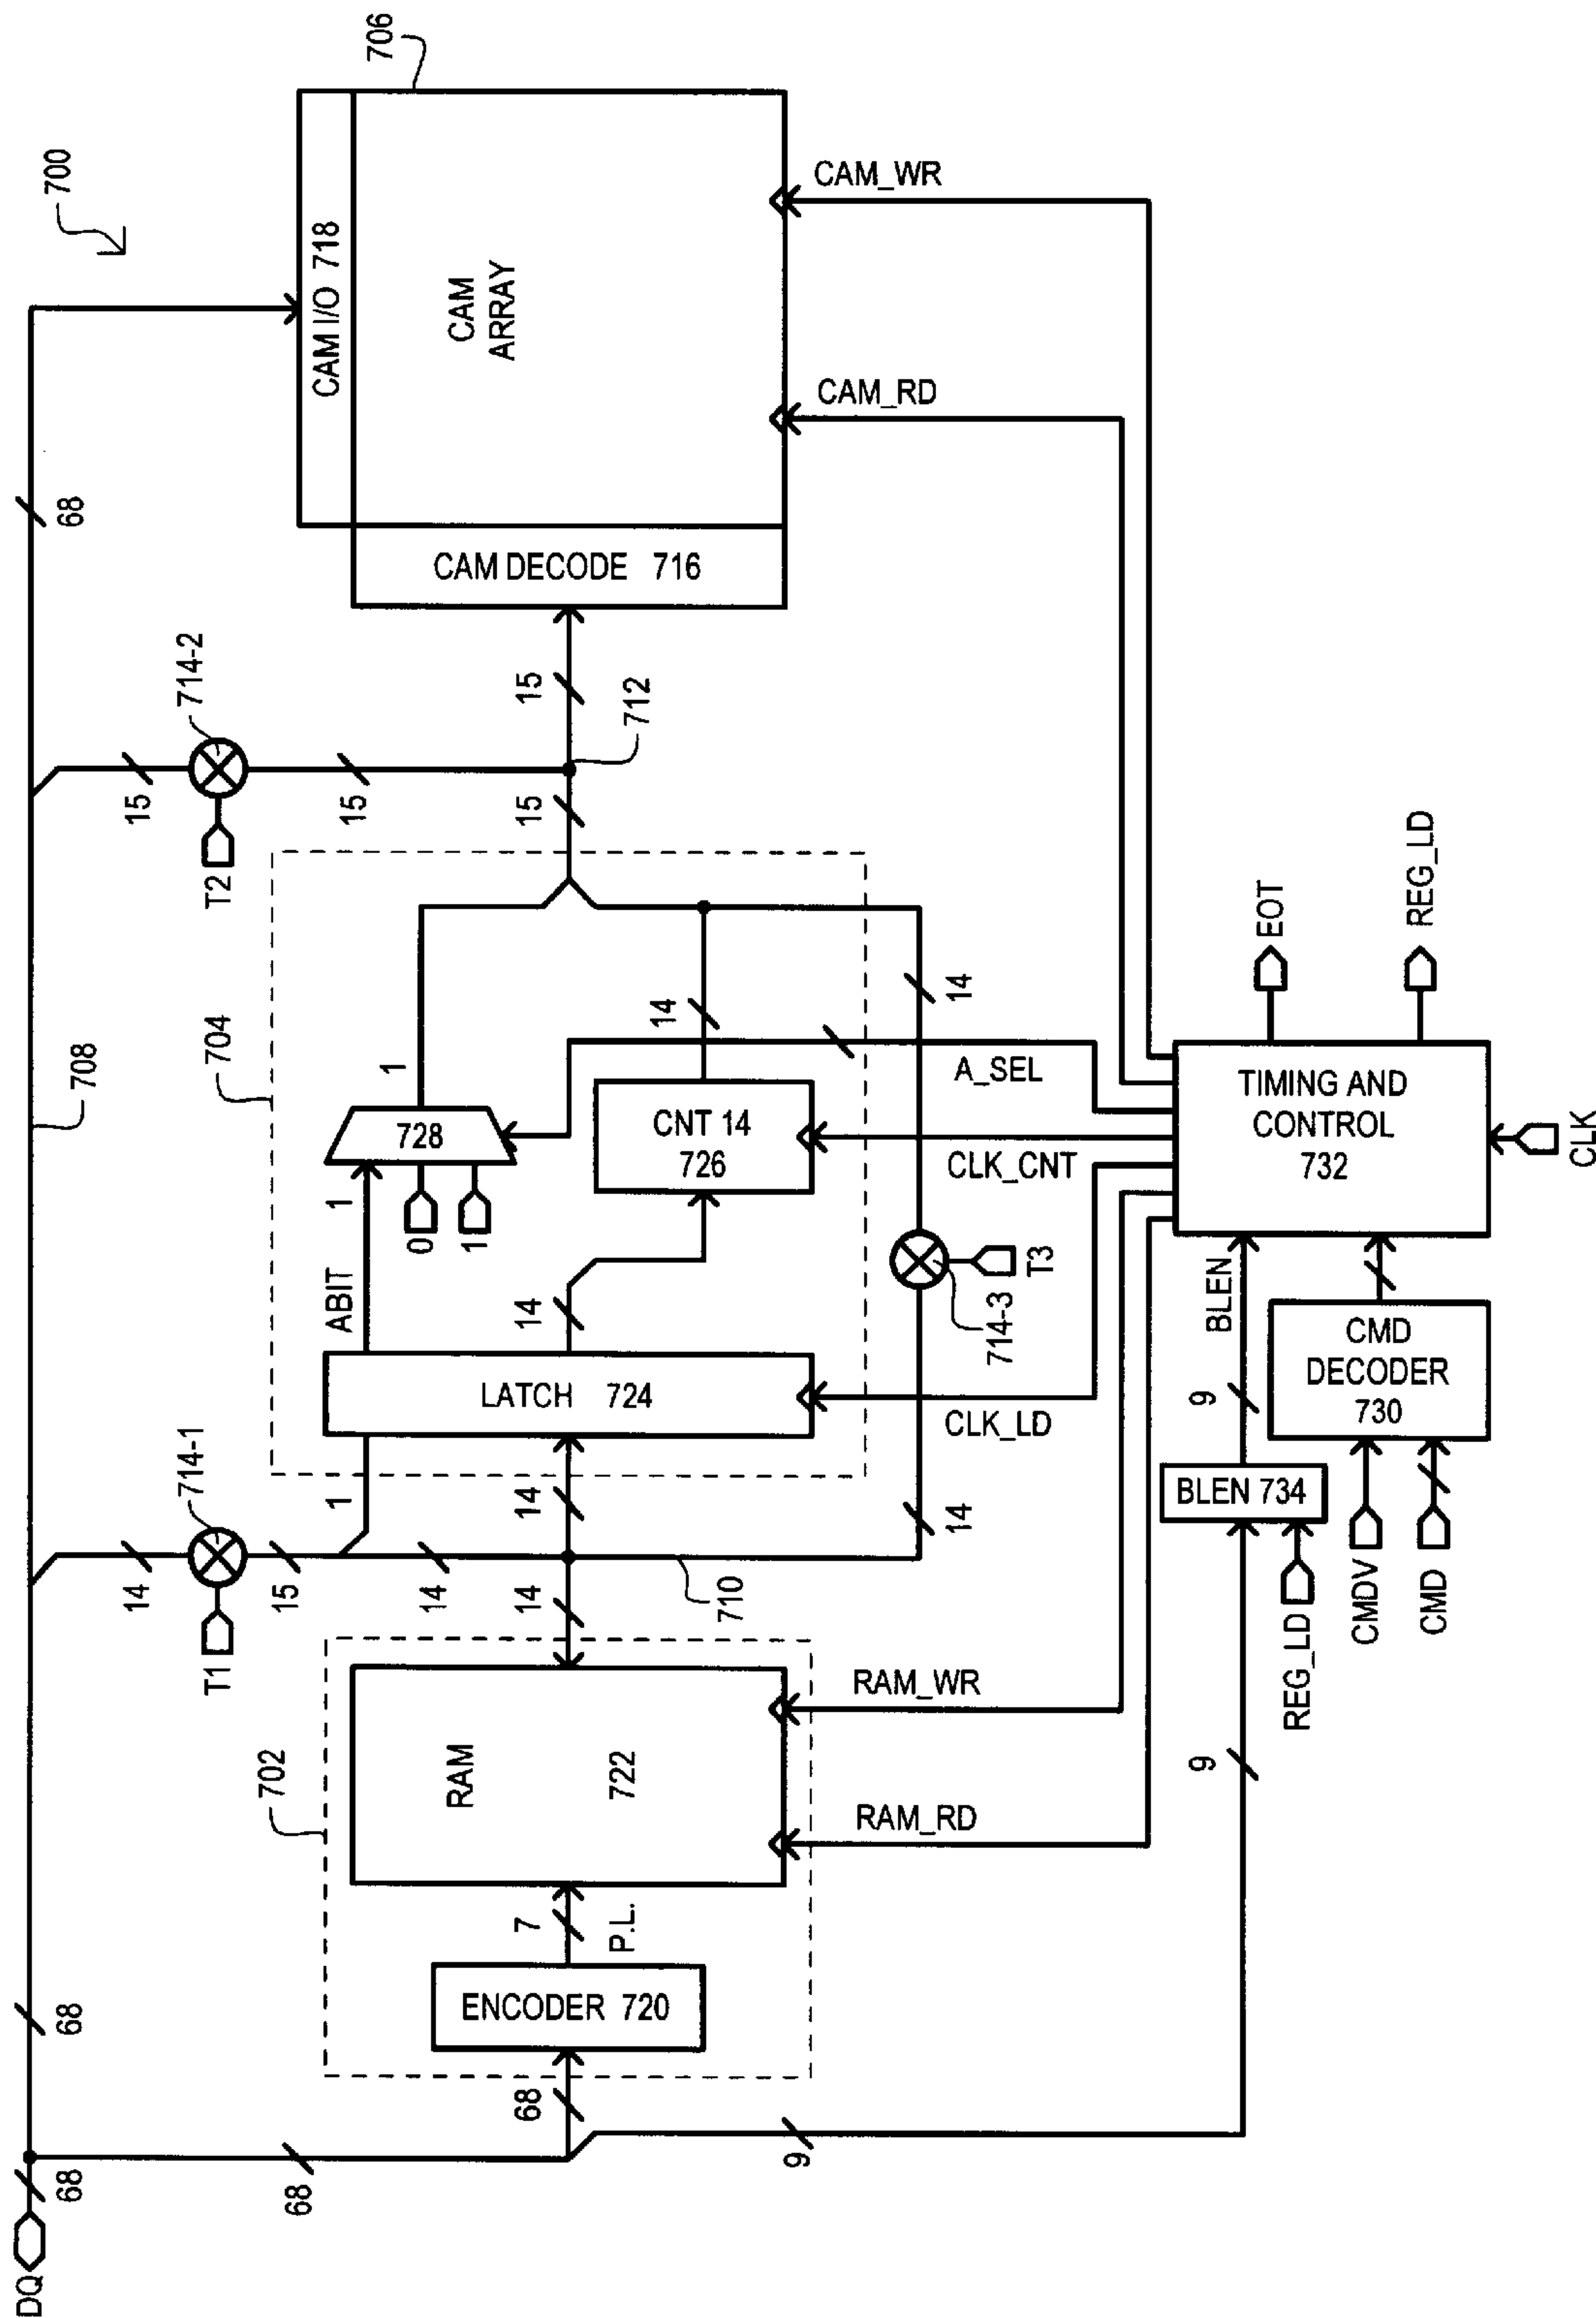 700
DQ
68
68
68
708
68
14
714-1
T1
15
14
15
714-2
T2
15
68
9
702
68
ENCODER 720
7
P.L.
RAM
722
14
14
710
704
1
LATCH 724
ABIT
1
14
728
0
1
1
CNT 14
726
14
15
712
15
CAM DECODE 716
CAM I/O 718
CAM
ARRAY
706
14
714-3
T3
14
RAM_RD
RAM_WR
CLK_LD
CLK_CNT
A_SEL
CAM_RD
CAM_WR
9
REG_LD
BLEN 734
9
BLEN
CMDV
CMD
CMD
DECODER
730
TIMING AND
CONTROL
732
CLK
EOT
REG_LD